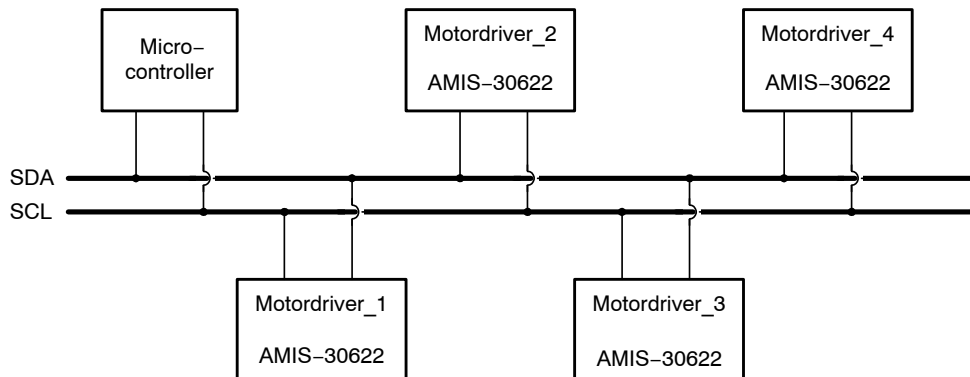 Micro−
controller
Motordriver_2
AMIS−30622
Motordriver_4
AMIS−30622
SDA
SCL
Motordriver_1
AMIS−30622
Motordriver_3
AMIS−30622